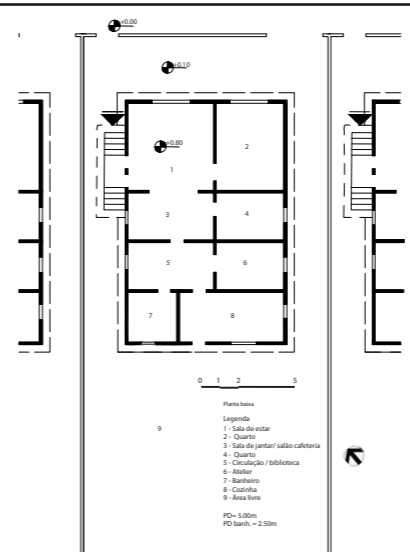 +0.00
+0.10
+0.80
1
2
3
4
5
6
7
8
9
0 1 2 5
Planta baixa
Legenda
1 - Sala de estar
2 - Quarto
3 - Sala de jantar/ salão cafeteria
4 - Quarto
5 - Circulação / biblioteca
6 - Atelier
7 - Banheiro
8 - Cozinha
9 - Área livre
PD= 5.00m
PD banh. = 2.50m